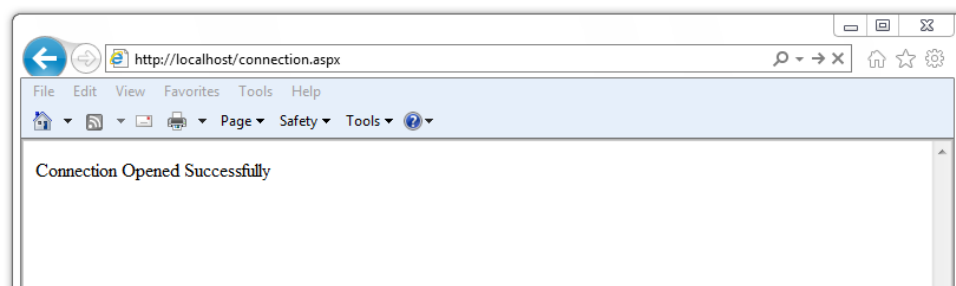 http://localhost/connection.aspx
File Edit View Favorites Tools Help
Page Safety Tools
Connection Opened Successfully